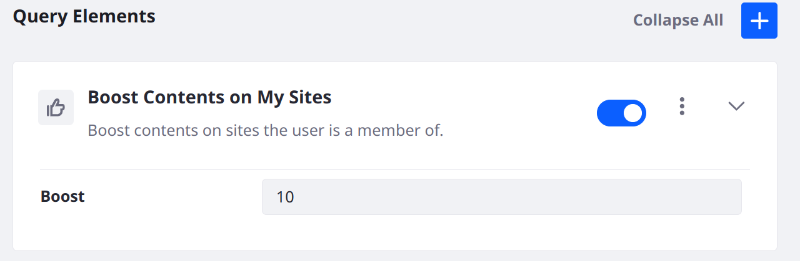 Query Elements
Collapse All
Boost Contents on My Sites
Boost contents on sites the user is a member of.
Boost
10